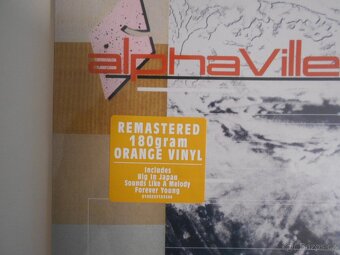 alphaVille
REMASTERED
180gram
ORANGE VINYL
Includes
Big In Japan
Sounds Like A Melody
Forever Young